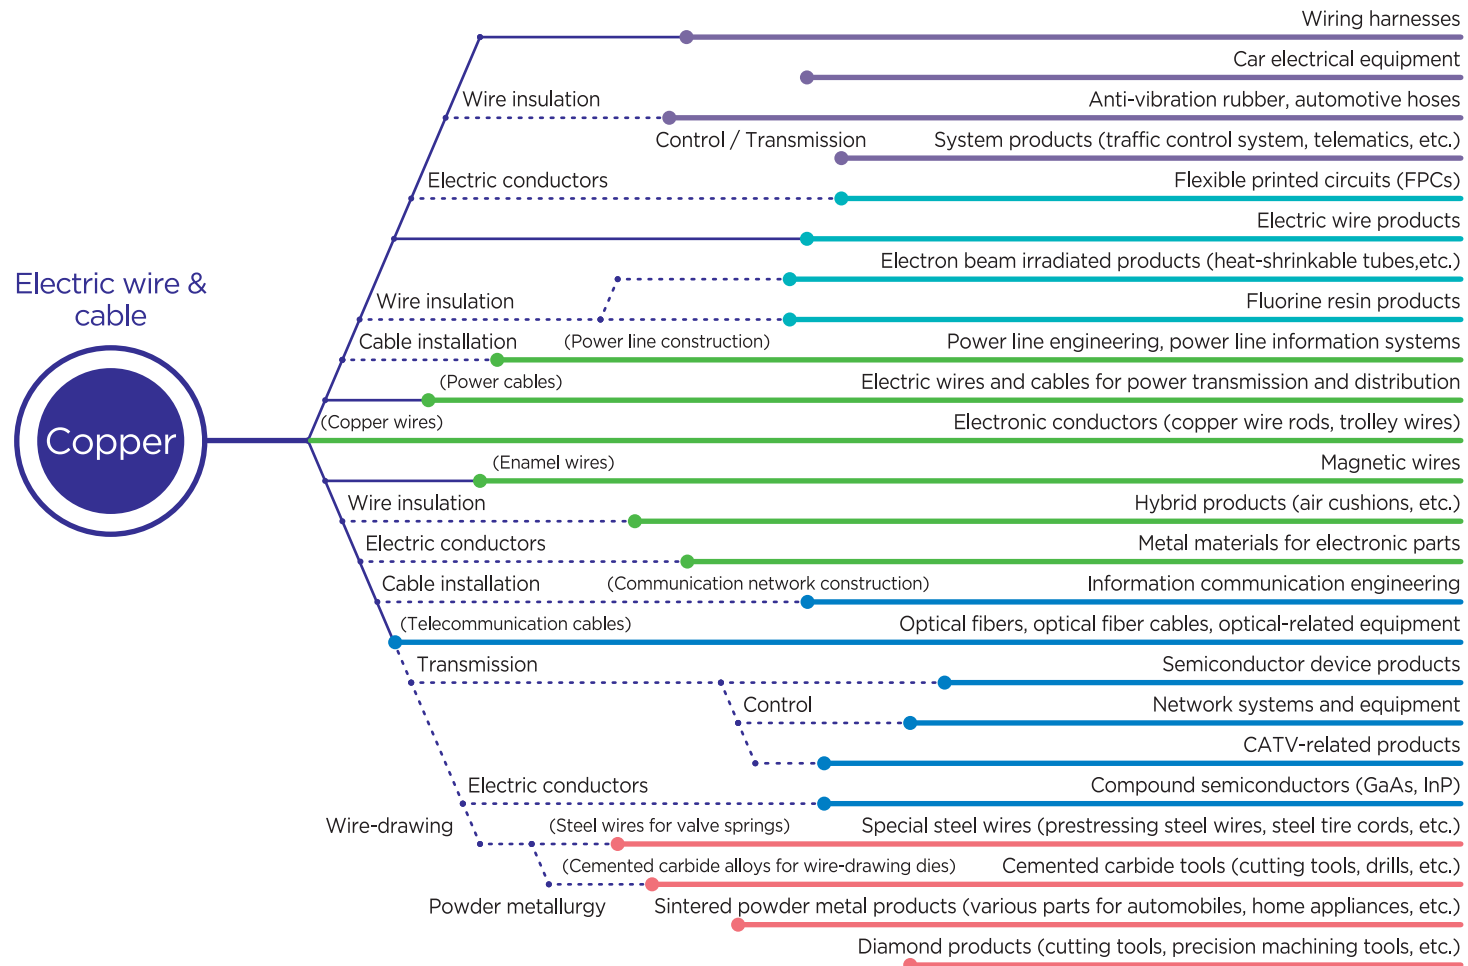 Wiring harnesses
Car electrical equipment
Wire insulation
Anti-vibration rubber, automotive hoses
Control / Transmission
System products (traffic control system, telematics, etc.)
Electric conductors
Flexible printed circuits (FPCs)
Electric wire products
Electron beam irradiated products (heat-shrinkable tubes,etc.)
Electric wire &
cable
Copper
Wire insulation
Fluorine resin products
Cable installation
(Power line construction)
Power line engineering, power line information systems
(Power cables)
Electric wires and cables for power transmission and distribution
(Copper wires)
Electronic conductors (copper wire rods, trolley wires)
(Enamel wires)
Magnetic wires
Wire insulation
Hybrid products (air cushions, etc.)
Electric conductors
Metal materials for electronic parts
Cable installation
(Communication network construction)
Information communication engineering
(Telecommunication cables)
Optical fibers, optical fiber cables, optical-related equipment
Transmission
Semiconductor device products
Control
Network systems and equipment
CATV-related products
Electric conductors
Compound semiconductors (GaAs, InP)
Wire-drawing
(Steel wires for valve springs)
Special steel wires (prestressing steel wires, steel tire cords, etc.)
(Cemented carbide alloys for wire-drawing dies)
Cemented carbide tools (cutting tools, drills, etc.)
Powder metallurgy
Sintered powder metal products (various parts for automobiles, home appliances, etc.)
Diamond products (cutting tools, precision machining tools, etc.)